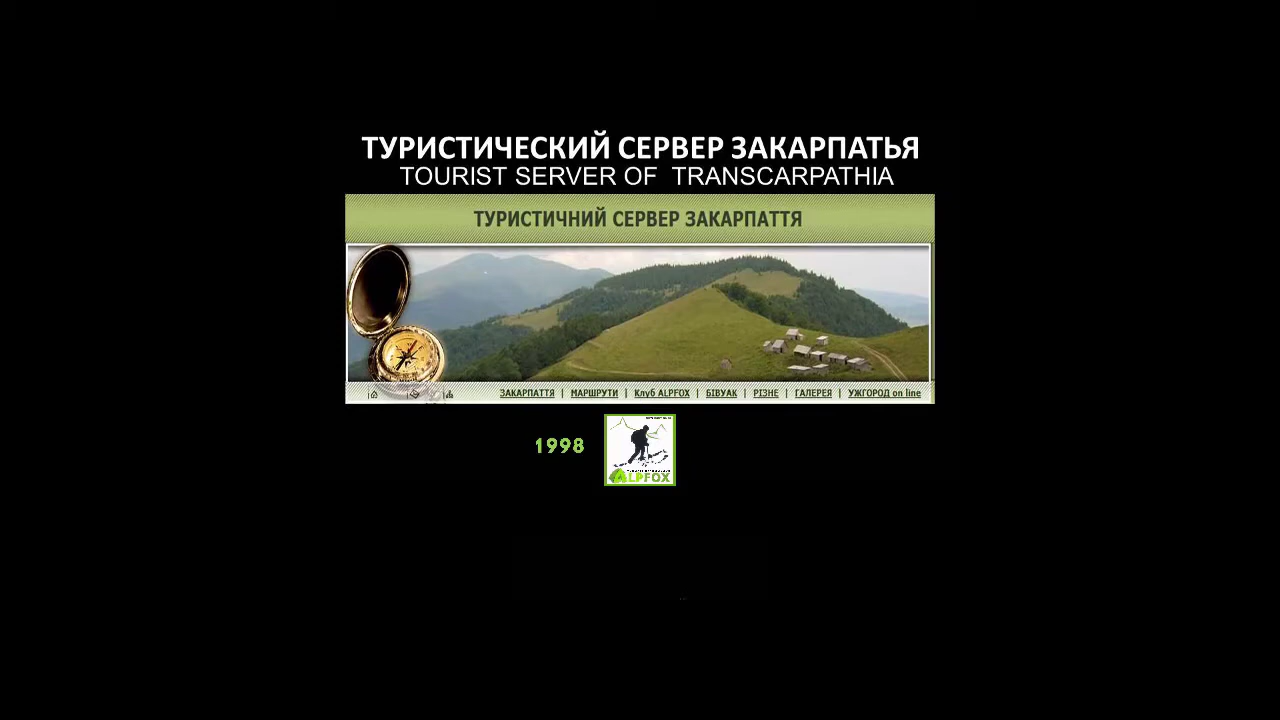 ТУРИСТИЧЕСКИЙ СЕРВЕР ЗАКАРПАТЬЯ
TOURIST SERVER OF TRANSCARPATHIA
ТУРИСТИЧНИЙ СЕРВЕР ЗАКАРПАТТЯ
ЗАКАРПАТТЯ | МАРШРУТИ | Клуб ALPFOX | БІВУАК | РІЗНЕ | ГАЛЕРЕЯ | УЖГОРОД on line
1998
ALPFOX